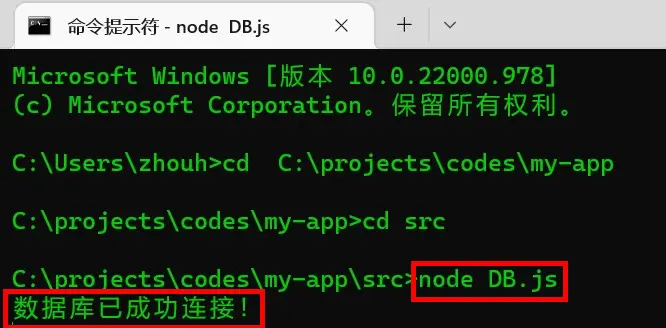 命令提示符 - node  DB.js
Microsoft Windows [版本 10.0.22000.978]
(c) Microsoft Corporation。保留所有权利。
C:\Users\zhouh>cd  C:\projects\codes\my-app
C:\projects\codes\my-app>cd src
C:\projects\codes\my-app\src>node DB.js
数据库已成功连接!